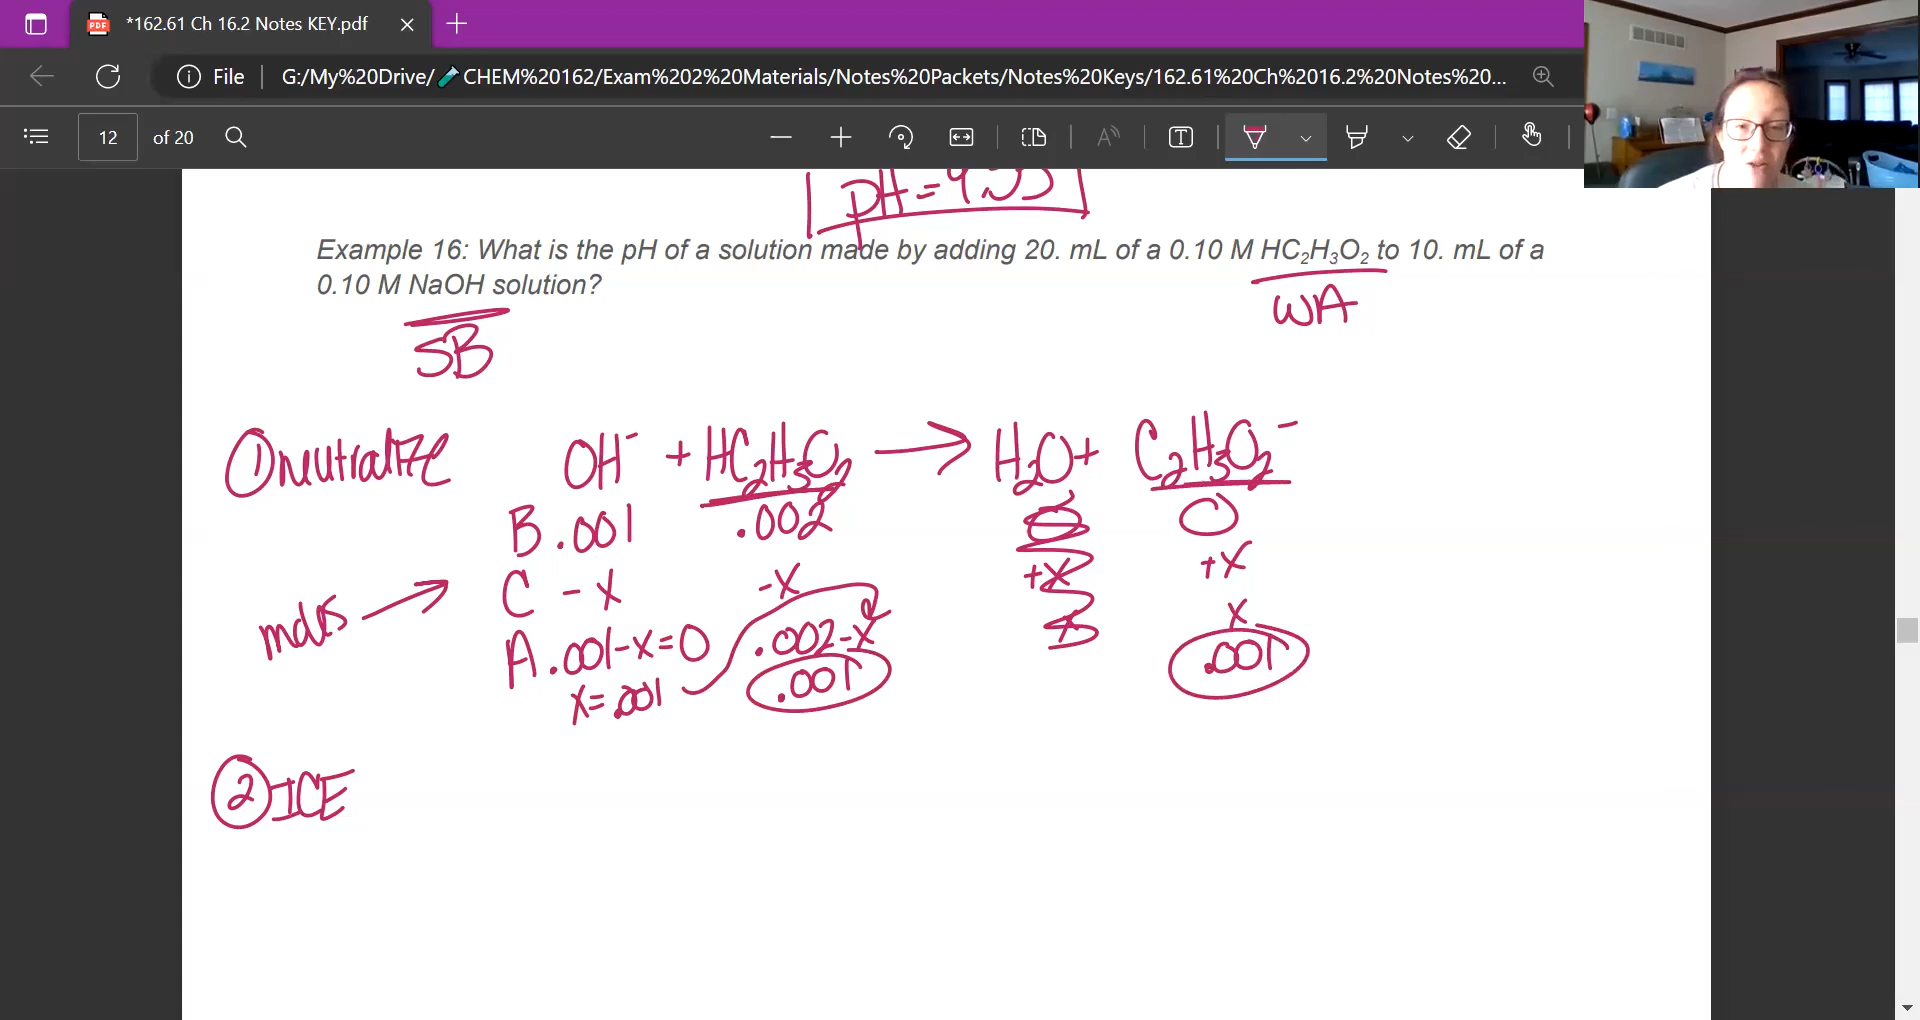 *162.61 Ch 16.2 Notes KEY.pdf
File | G:/My%20Drive/🧪CHEM%20162/Exam%202%20Materials/Notes%20Packets/Notes%20Keys/162.61%20Ch%2016.2%20Notes%20...
12 of 20
pH = 4.
Example 16: What is the pH of a solution made by adding 20. mL of a 0.10 M HC₂H₃O₂ to 10. mL of a
0.10 M NaOH solution?
WA
SB
① neutralize OH⁻ + HC₂H₃O₂ → H₂O + C₂H₃O₂⁻
B .001 .002 0 0
C -x -x +x +x
moles → A .001-x=0 .002-x x x
x=.001 .001 .001
② ICE